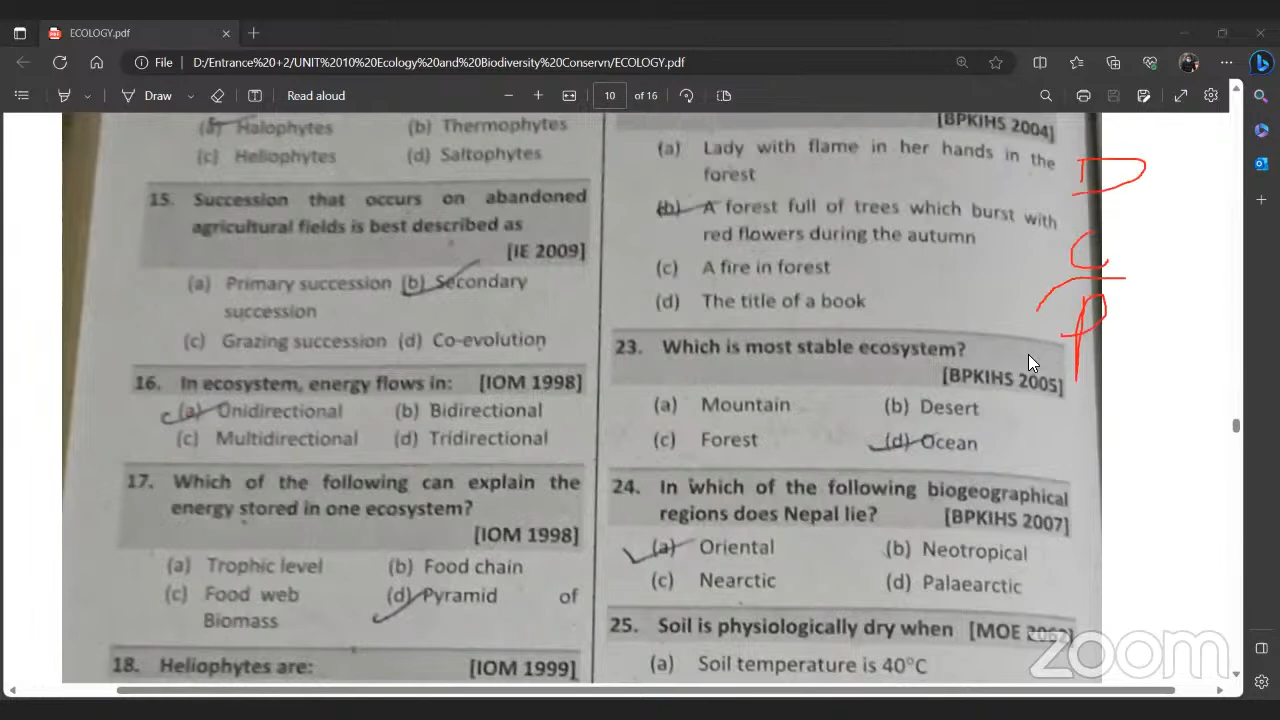 ECOLOGY.pdf
File D:/Entrance%20+2/UNIT%2010%20Ecology%20and%20Biodiversity%20Conservn/ECOLOGY.pdf
Draw Read aloud 10 of 16
(a) Halophytes (b) Thermophytes
(c) Heliophytes (d) Saltophytes
15. Succession that occurs on abandoned
agricultural fields is best described as
[IE 2009]
(a) Primary succession (b) Secondary
succession
(c) Grazing succession (d) Co-evolution
16. In ecosystem, energy flows in: [IOM 1998]
(a) Unidirectional (b) Bidirectional
(c) Multidirectional (d) Tridirectional
17. Which of the following can explain the
energy stored in one ecosystem?
[IOM 1998]
(a) Trophic level (b) Food chain
(c) Food web (d) Pyramid of
Biomass
18. Heliophytes are: [IOM 1999]
[BPKIHS 2004]
(a) Lady with flame in her hands in the
forest
(b) A forest full of trees which burst with
red flowers during the autumn
(c) A fire in forest
(d) The title of a book
23. Which is most stable ecosystem?
[BPKIHS 2005]
(a) Mountain (b) Desert
(c) Forest (d) Ocean
24. In which of the following biogeographical
regions does Nepal lie? [BPKIHS 2007]
(a) Oriental (b) Neotropical
(c) Nearctic (d) Palaearctic
25. Soil is physiologically dry when [MOE 2062]
(a) Soil temperature is 40°C
D
C
P
zoom